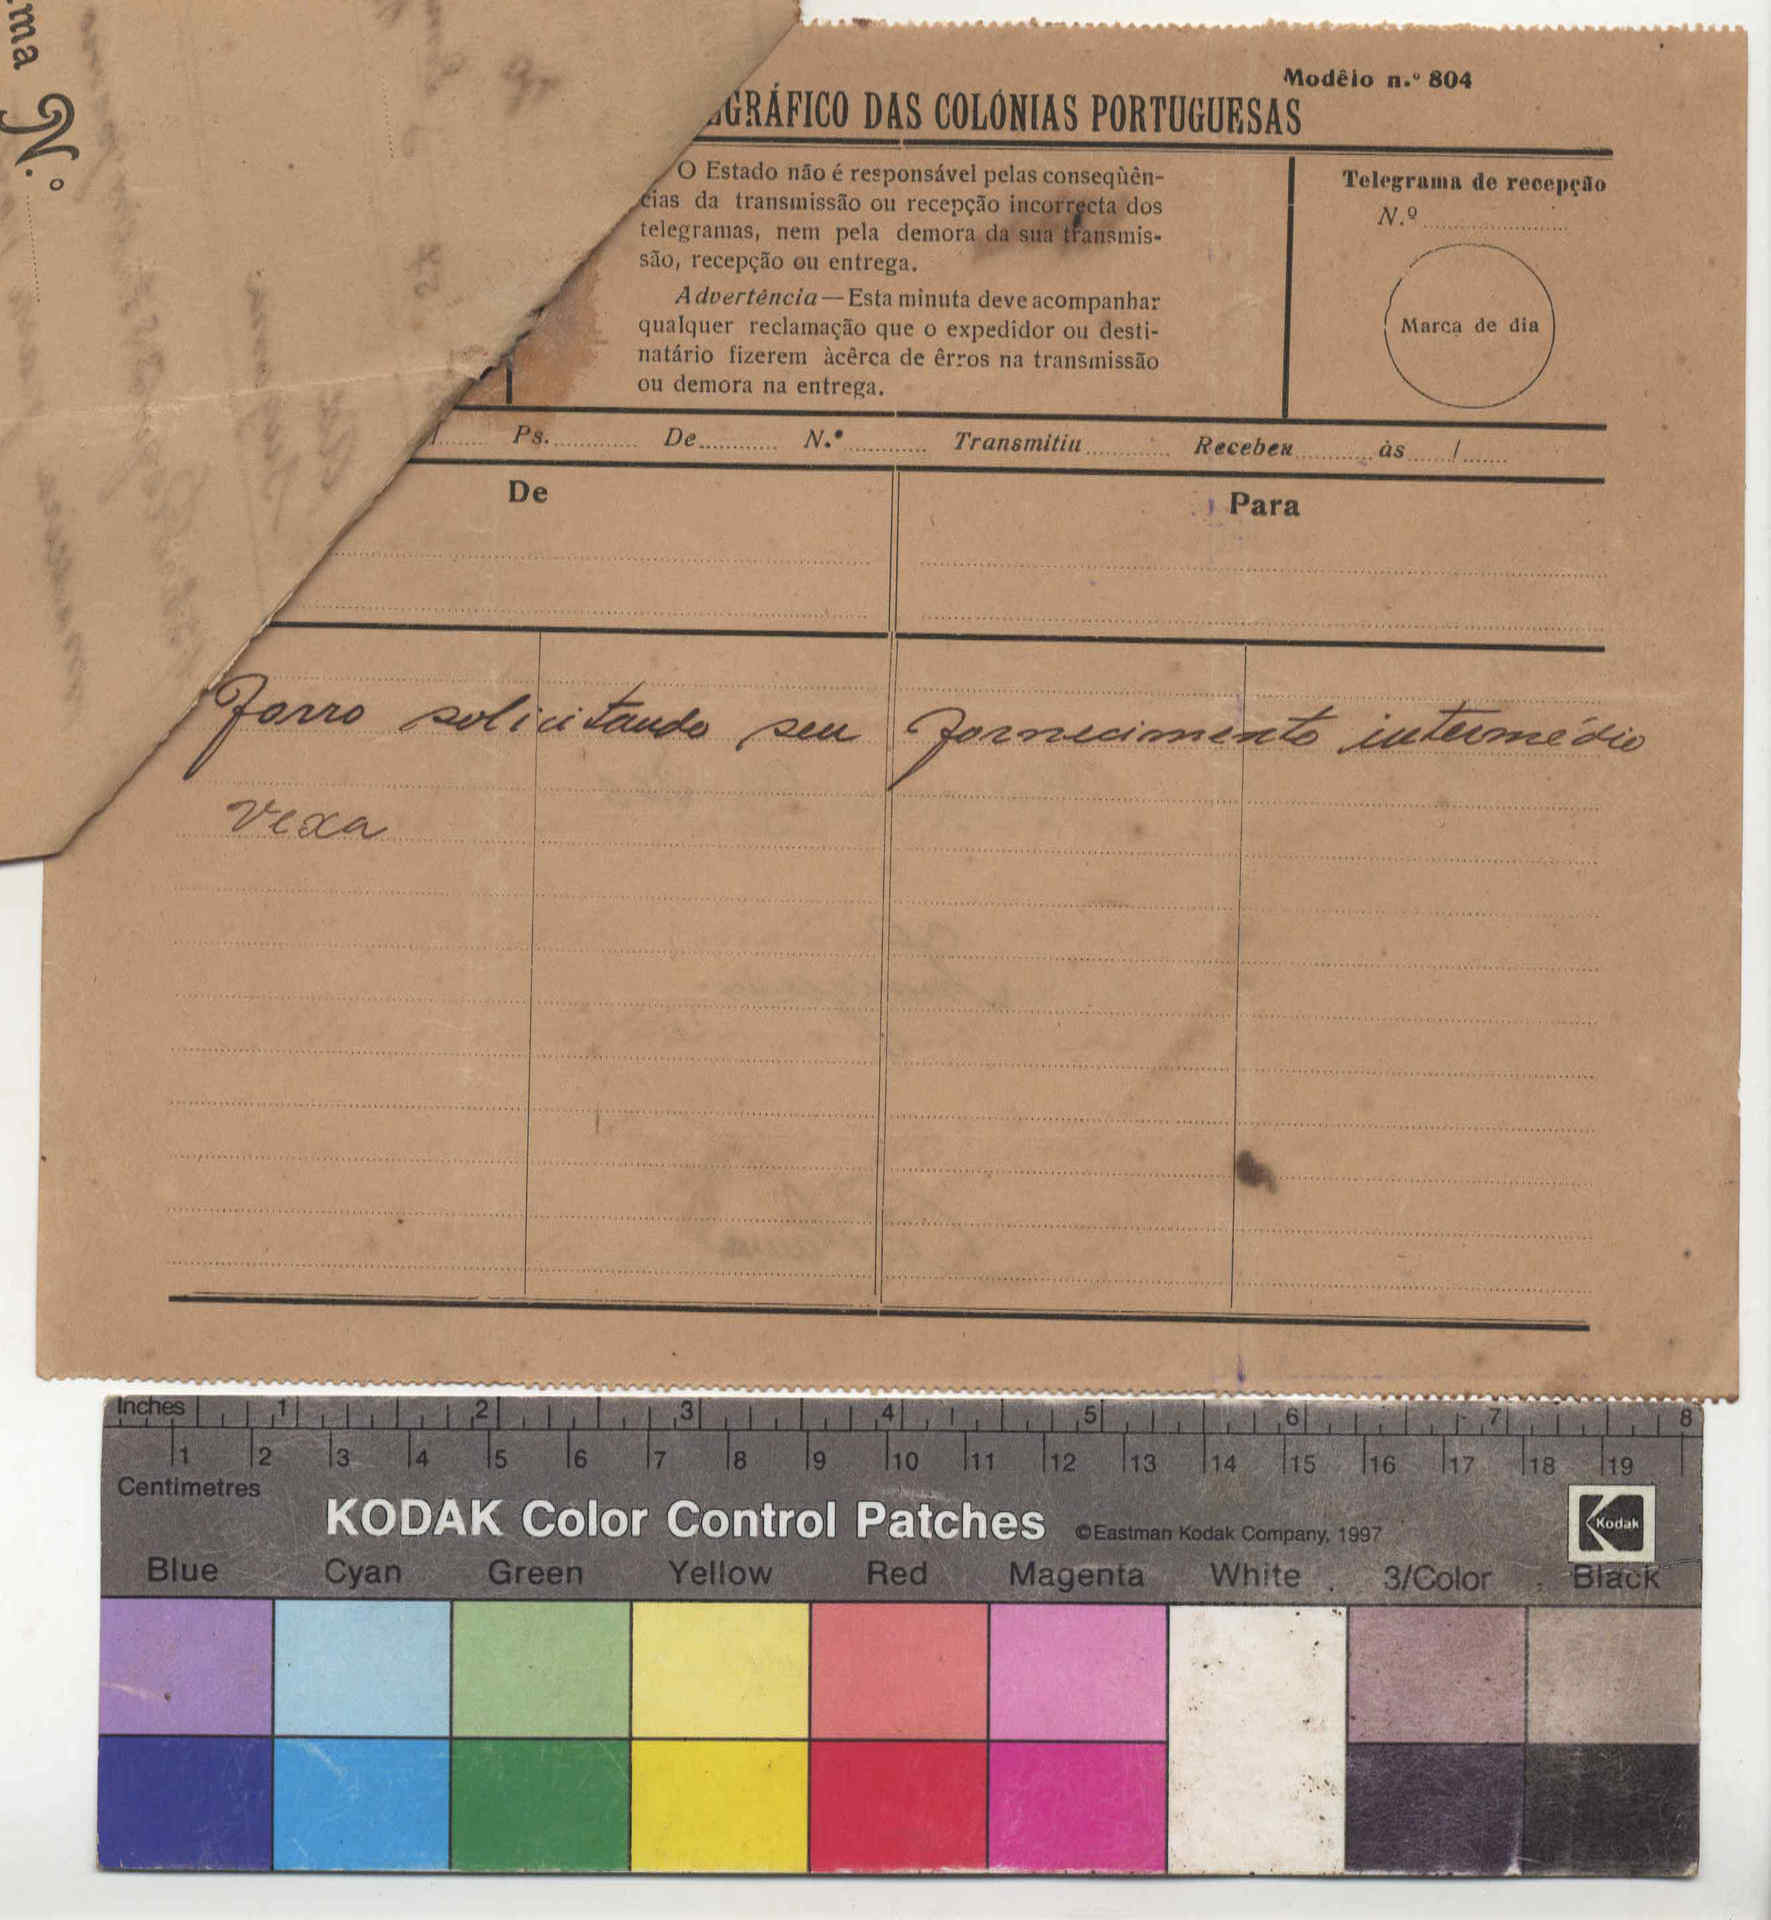 ma N.º
Modêlo n.º 804
GRÁFICO DAS COLÓNIAS PORTUGUESAS
O Estado não é responsável pelas conseqùên-
cias da transmissão ou recepção incorrecta dos
telegramas, nem pela demora da sua transmis-
são, recepção ou entrega.
Advertência—Esta minuta deve acompanhar
qualquer reclamação que o expedidor ou desti-
natário fizerem àcêrca de êrros na transmissão
ou demora na entrega.
Telegrama de recepção
N.º
Marca de dia
/ Ps. De N.º Transmitiu Recebeu às /
De Para
forro solicitando seu fornecimento intermédio
vexa
Inches 1 2 3 4 5 6 7 8
1 2 3 4 5 6 7 8 9 10 11 12 13 14 15 16 17 18 19
Centimetres
KODAK Color Control Patches ©Eastman Kodak Company, 1997 Kodak
Blue Cyan Green Yellow Red Magenta White 3/Color Black